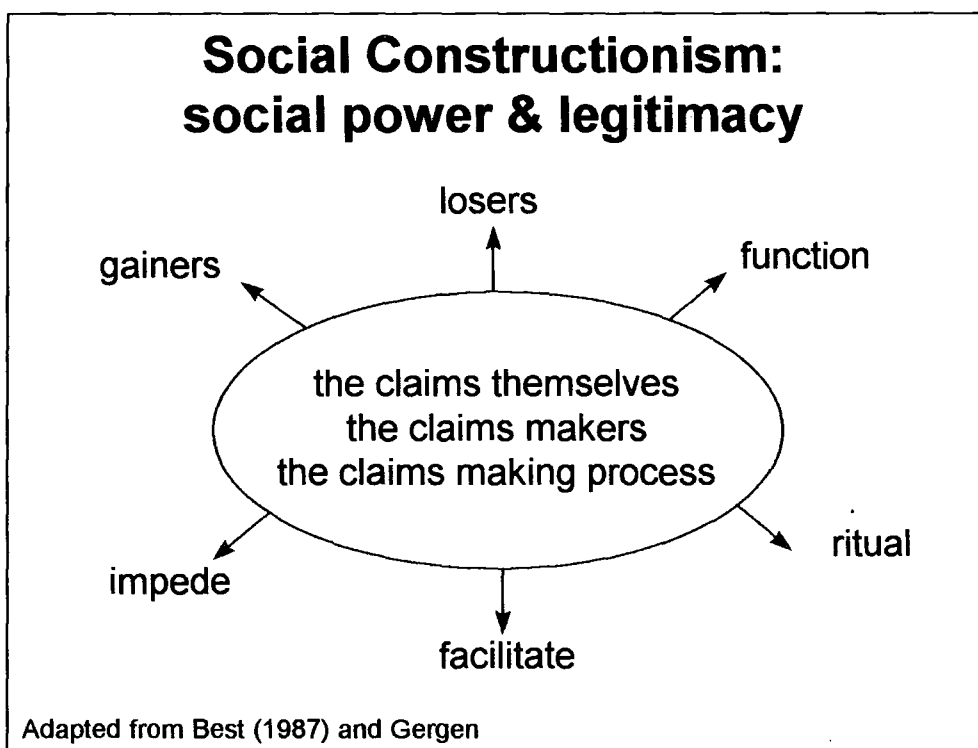 Social Constructionism:
social power & legitimacy
losers
gainers
function
the claims themselves
the claims makers
the claims making process
impede
ritual
facilitate
Adapted from Best (1987) and Gergen